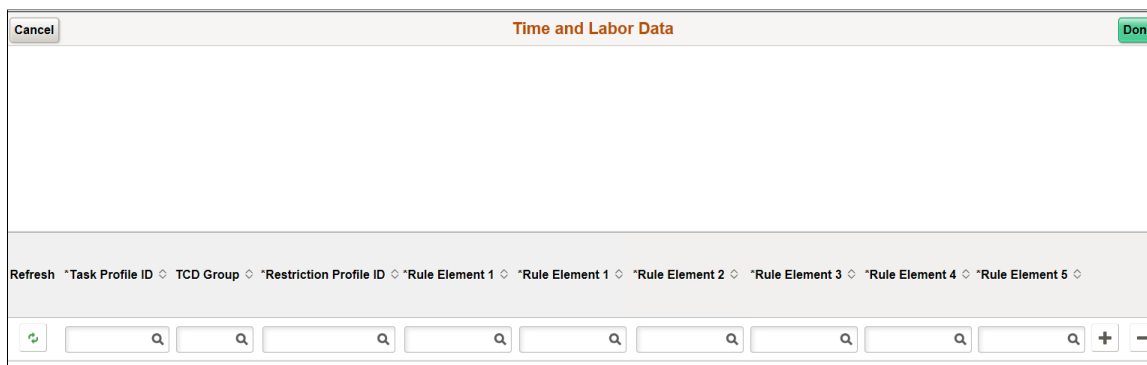 Cancel Time and Labor Data Don
Refresh *Task Profile ID TCD Group *Restriction Profile ID *Rule Element 1 *Rule Element 1 *Rule Element 2 *Rule Element 3 *Rule Element 4 *Rule Element 5